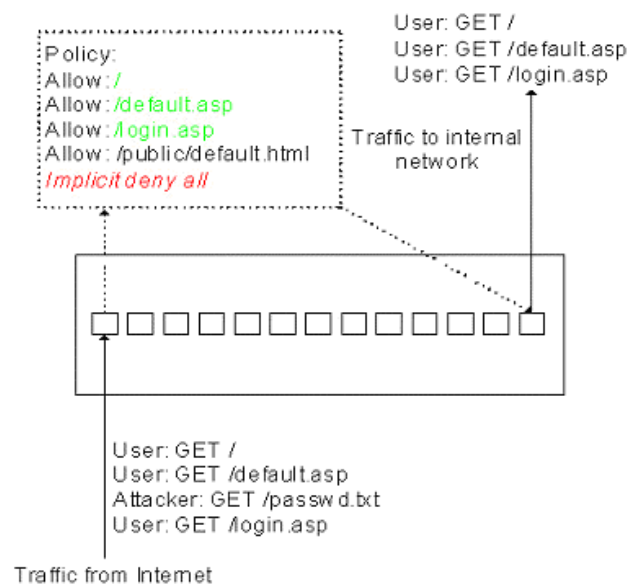 Policy:
Allow: /
Allow: /default.asp
Allow: /login.asp
Allow: /public/default.html
Implicit deny all
User: GET /
User: GET /default.asp
User: GET /login.asp
Traffic to internal
network
User: GET /
User: GET /default.asp
Attacker: GET /passwd.txt
User: GET /login.asp
Traffic from Internet